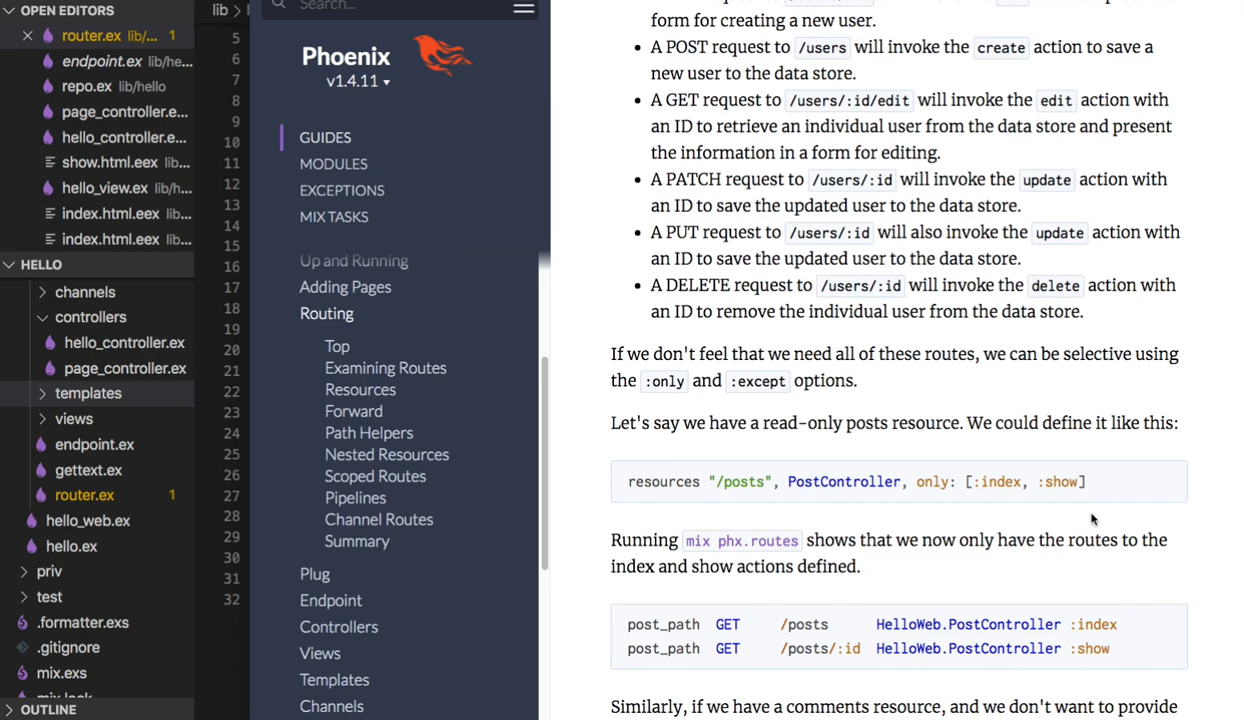 OPEN EDITORS
router.ex lib/... 1
endpoint.ex lib/he...
repo.ex lib/hello
page_controller.e...
hello_controller.e...
show.html.eex lib...
hello_view.ex lib/h...
index.html.eex lib...
index.html.eex lib...
HELLO
channels
controllers
hello_controller.ex
page_controller.ex
templates
views
endpoint.ex
gettext.ex
router.ex 1
hello_web.ex
hello.ex
priv
test
.formatter.exs
.gitignore
mix.exs
mix.lock
OUTLINE
lib >
5
6
7
8
9
10
11
12
13
14
15
16
17
18
19
20
21
22
23
24
25
26
27
28
29
30
31
32
Search...
Phoenix
v1.4.11
GUIDES
MODULES
EXCEPTIONS
MIX TASKS
Up and Running
Adding Pages
Routing
Top
Examining Routes
Resources
Forward
Path Helpers
Nested Resources
Scoped Routes
Pipelines
Channel Routes
Summary
Plug
Endpoint
Controllers
Views
Templates
Channels
form for creating a new user.
• A POST request to /users will invoke the create action to save a
new user to the data store.
• A GET request to /users/:id/edit will invoke the edit action with
an ID to retrieve an individual user from the data store and present
the information in a form for editing.
• A PATCH request to /users/:id will invoke the update action with
an ID to save the updated user to the data store.
• A PUT request to /users/:id will also invoke the update action with
an ID to save the updated user to the data store.
• A DELETE request to /users/:id will invoke the delete action with
an ID to remove the individual user from the data store.
If we don't feel that we need all of these routes, we can be selective using
the :only and :except options.
Let's say we have a read-only posts resource. We could define it like this:
resources "/posts", PostController, only: [:index, :show]
Running mix phx.routes shows that we now only have the routes to the
index and show actions defined.
post_path GET /posts HelloWeb.PostController :index
post_path GET /posts/:id HelloWeb.PostController :show
Similarly, if we have a comments resource, and we don't want to provide